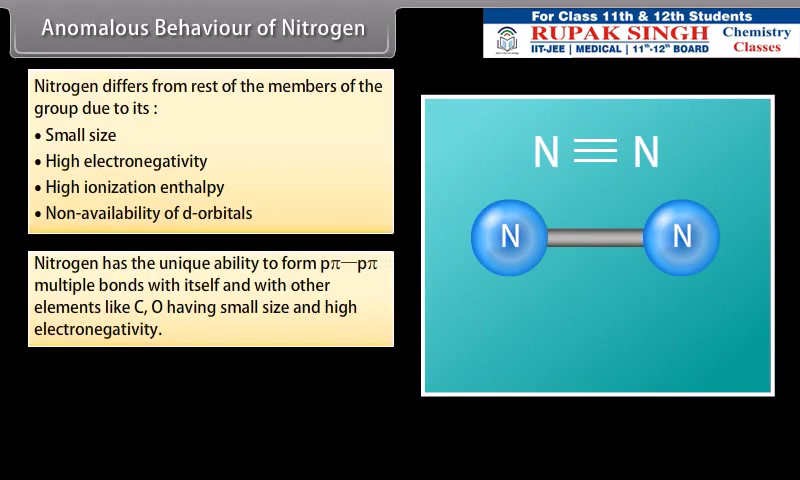 Anomalous Behaviour of Nitrogen
For Class 11th & 12th Students
RUPAK SINGH
IIT-JEE | MEDICAL | 11th-12th BOARD
Chemistry
Classes
Nitrogen differs from rest of the members of the
group due to its :
• Small size
• High electronegativity
• High ionization enthalpy
• Non-availability of d-orbitals
Nitrogen has the unique ability to form pπ—pπ
multiple bonds with itself and with other
elements like C, O having small size and high
electronegativity.
N ≡ N
N N